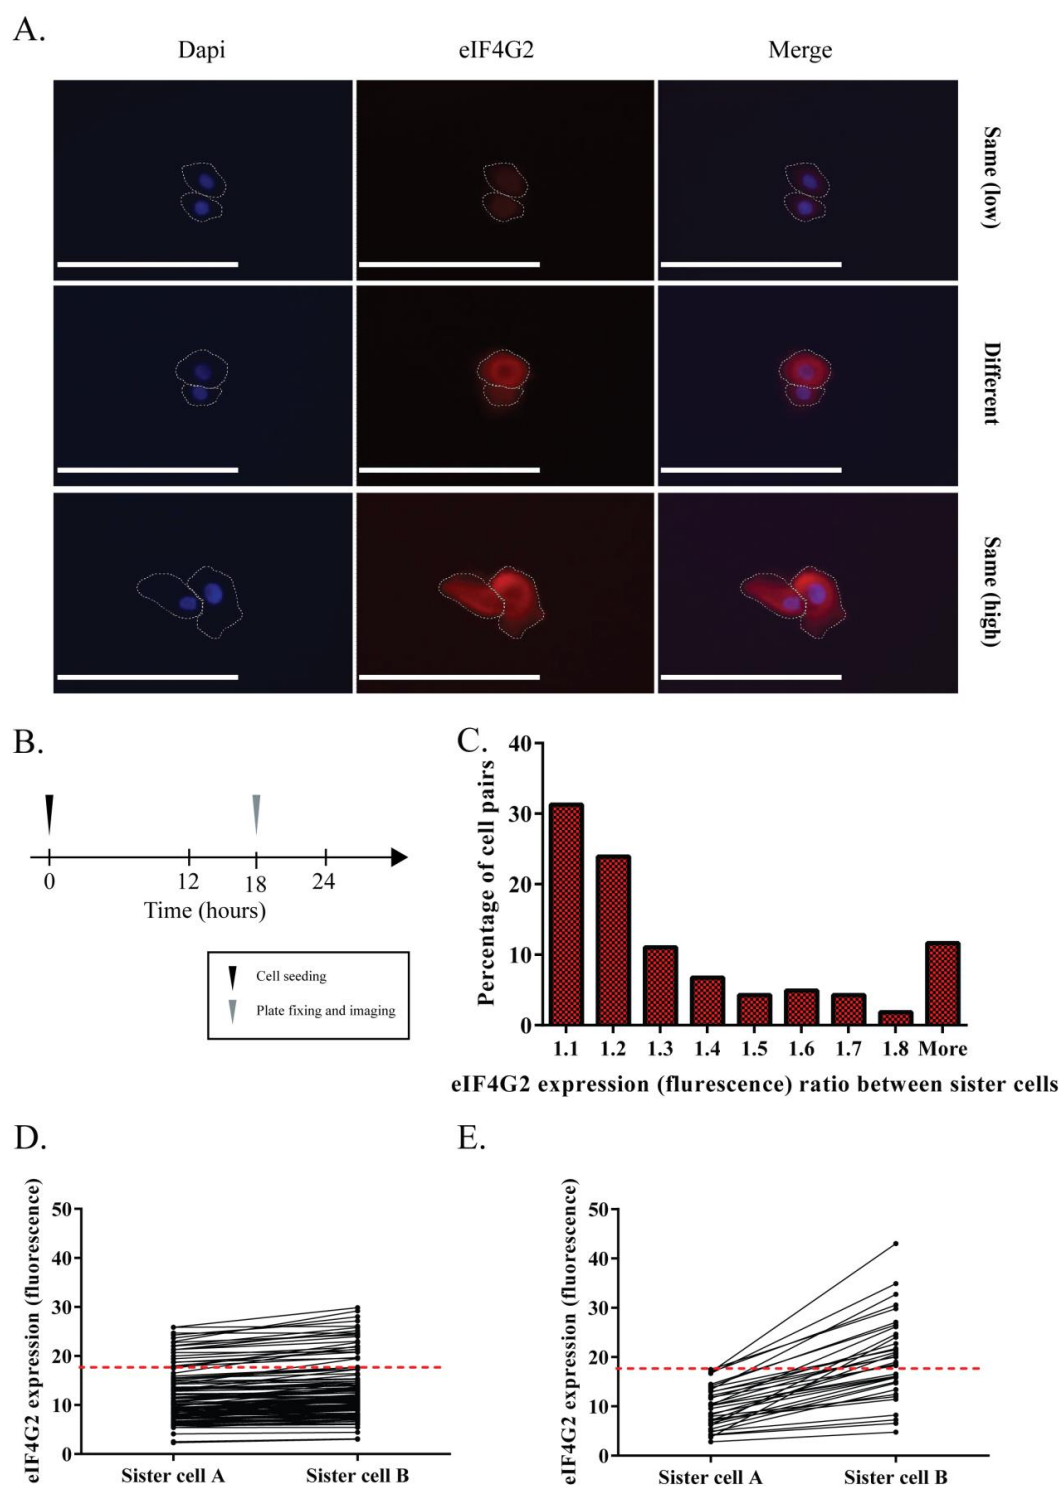 A.
Dapi
eIF4G2
Merge
Same (low)
Different
Same (high)
B.
0
12
18
24
Time (hours)
Cell seeding
Plate fixing and imaging
C.
Percentage of cell pairs
40
30
20
10
0
1.1 1.2 1.3 1.4 1.5 1.6 1.7 1.8 More
eIF4G2 expression (flurescence) ratio between sister cells
D.
eIF4G2 expression (fluorescence)
50
40
30
20
10
0
Sister cell A Sister cell B
E.
eIF4G2 expression (fluorescence)
50
40
30
20
10
0
Sister cell A Sister cell B